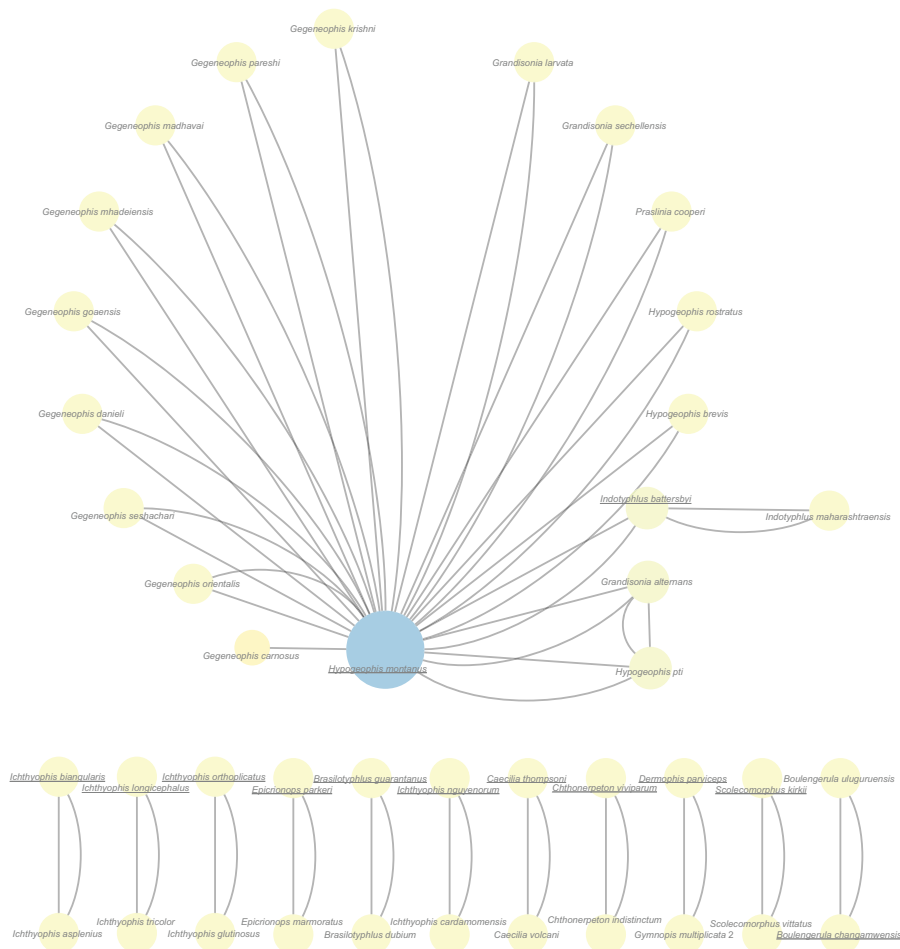 Gegeneophis krishni
Gegeneophis pareshi
Grandisonia larvata
Gegeneophis madhavai
Grandisonia sechellensis
Gegeneophis mhadeiensis
Praslinia cooperi
Gegeneophis goaensis
Hypogeophis rostratus
Gegeneophis danieli
Hypogeophis brevis
Indotyphlus battersbyi
Gegeneophis seshachari
Indotyphlus maharashtraensis
Gegeneophis orientalis
Grandisonia alternans
Gegeneophis carnosus
Hypogeophis montanus
Hypogeophis pti
Ichthyophis biangularis
Ichthyophis longicephalus
Ichthyophis orthoplicatus
Epicrionops parkeri
Brasilotyphlus guarantanus
Ichthyophis nguyenorum
Caecilia thompsoni
Chthonerpeton viviparum
Dermophis parviceps
Scolecomorphus kirkii
Boulengerula uluguruensis
Ichthyophis asplenius
Ichthyophis tricolor
Ichthyophis glutinosus
Epicrionops marmoratus
Brasilotyphlus dubium
Ichthyophis cardamomensis
Caecilia volcani
Chthonerpeton indistinctum
Gymnopis multiplicata 2
Scolecomorphus vittatus
Boulengerula changamwensis